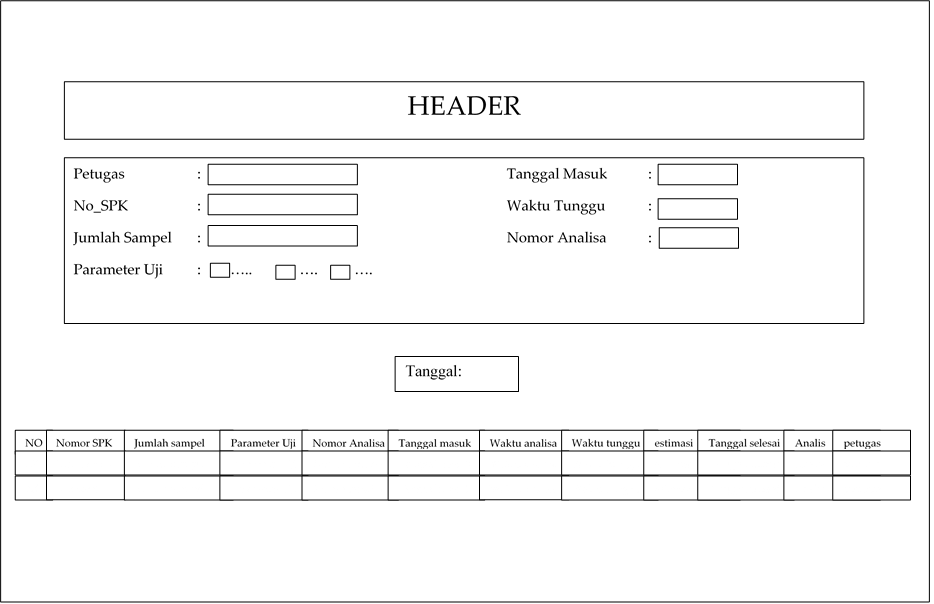 HEADER
Petugas : Tanggal Masuk :
No_SPK : Waktu Tunggu :
Jumlah Sampel : Nomor Analisa :
Parameter Uji : ..... .... ....
Tanggal:
NO Nomor SPK Jumlah sampel Parameter Uji Nomor Analisa Tanggal masuk Waktu analisa Waktu tunggu estimasi Tanggal selesai Analis petugas